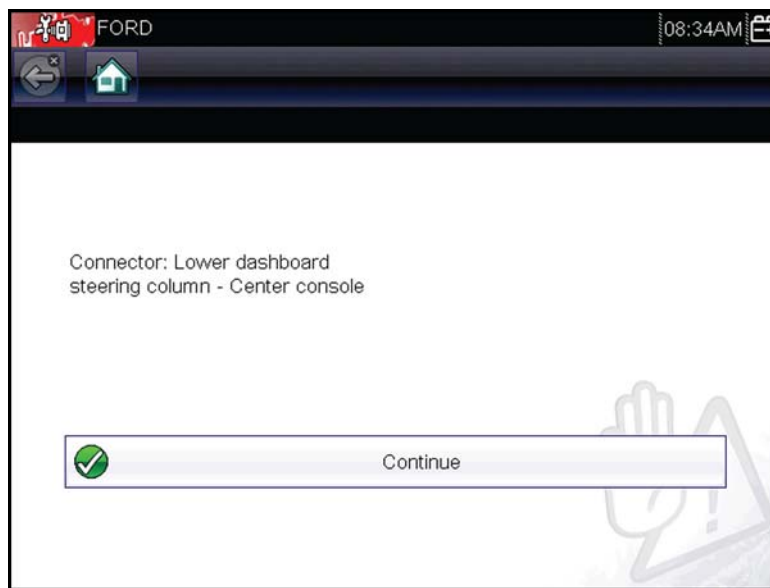 FORD
08:34AM
Connector: Lower dashboard
steering column - Center console
Continue